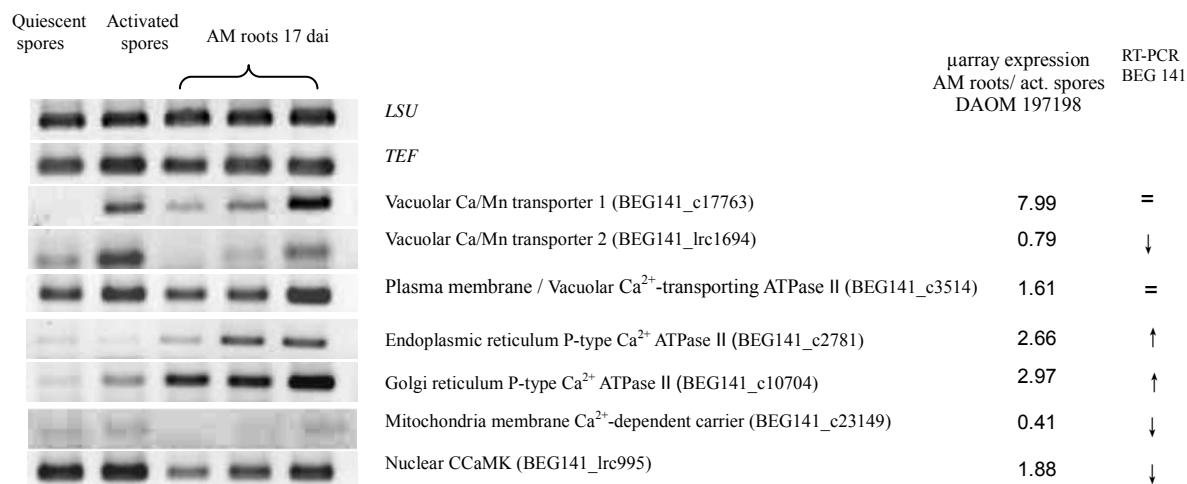 Quiescent spores
Activated spores
AM roots 17 dai
µarray expression
AM roots/ act. spores
DAOM 197198
RT-PCR
BEG 141
LSU
TEF
Vacuolar Ca/Mn transporter 1 (BEG141_c17763) 7.99 =
Vacuolar Ca/Mn transporter 2 (BEG141_lrc1694) 0.79 ↓
Plasma membrane / Vacuolar Ca²⁺-transporting ATPase II (BEG141_c3514) 1.61 =
Endoplasmic reticulum P-type Ca²⁺ ATPase II (BEG141_c2781) 2.66 ↑
Golgi reticulum P-type Ca²⁺ ATPase II (BEG141_c10704) 2.97 ↑
Mitochondria membrane Ca²⁺-dependent carrier (BEG141_c23149) 0.41 ↓
Nuclear CCaMK (BEG141_lrc995) 1.88 ↓